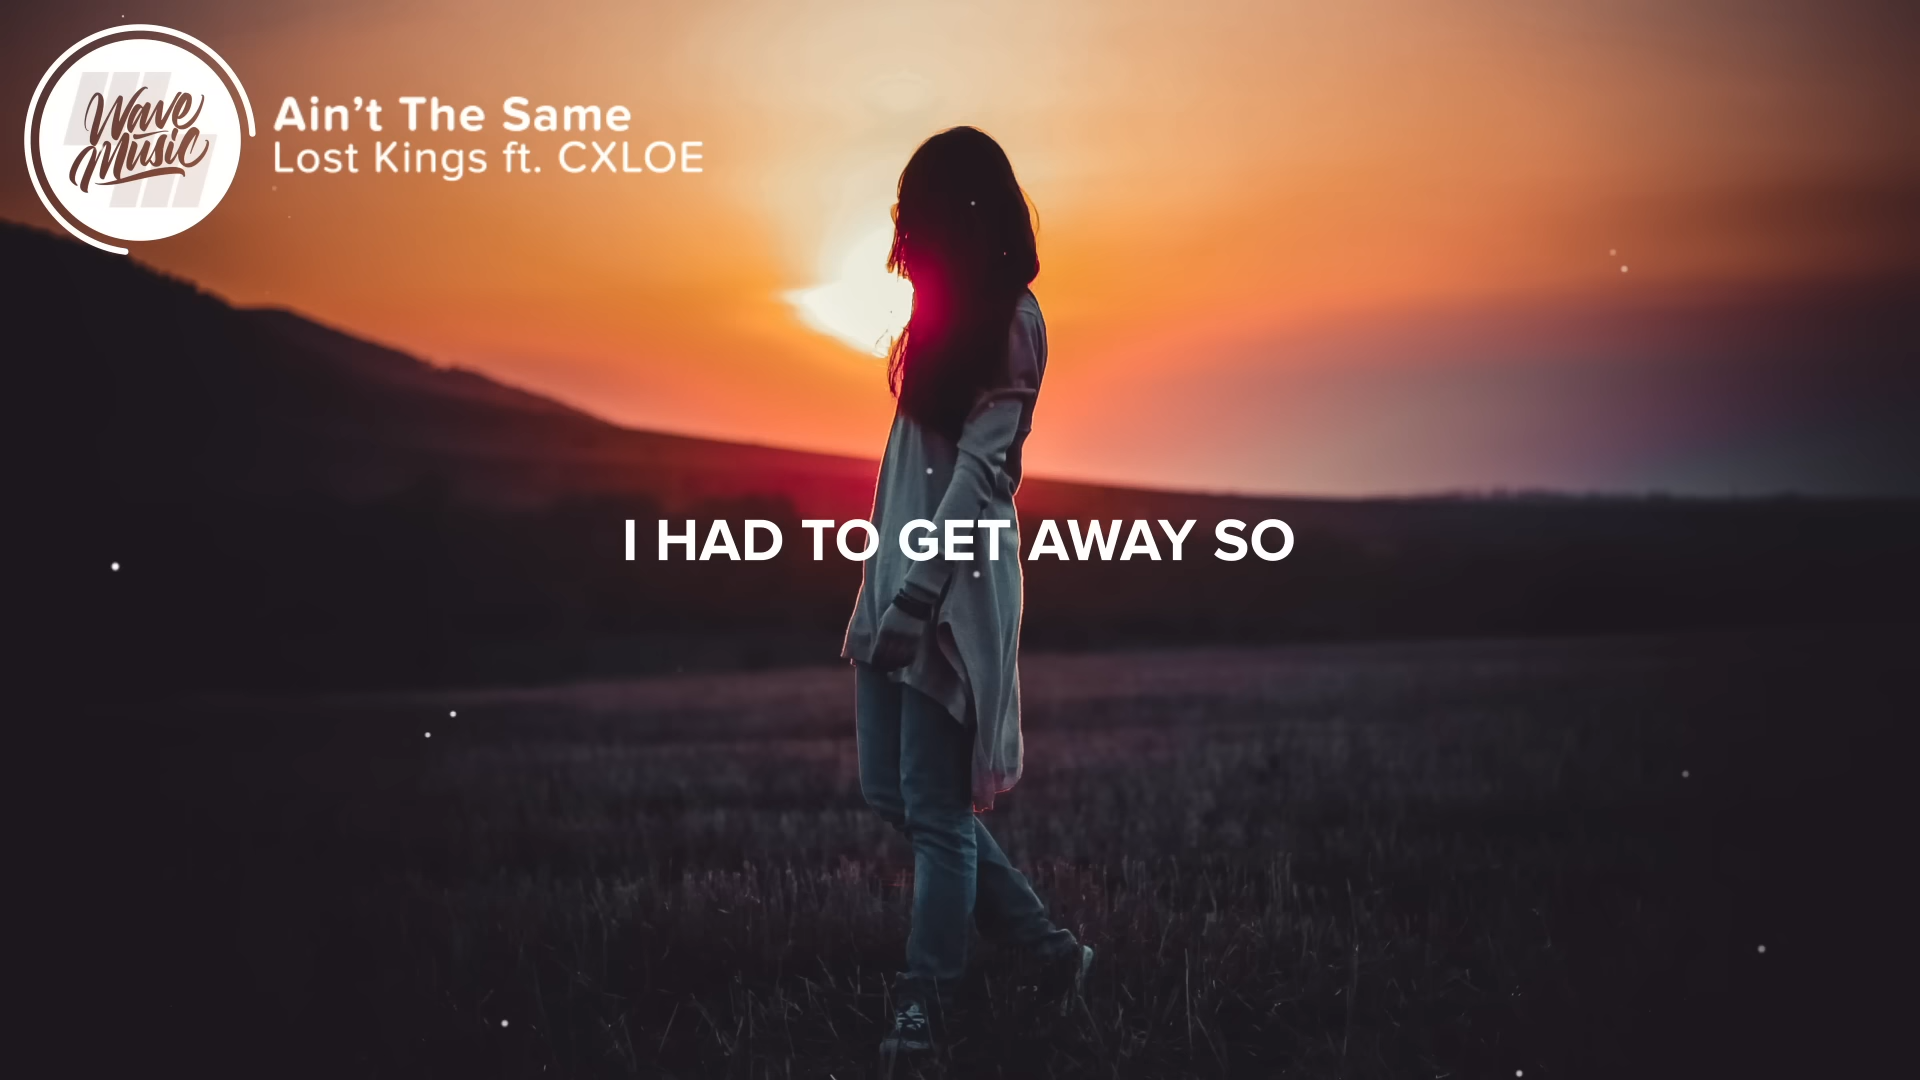 Wave
Music
Ain't The Same
Lost Kings ft. CXLOE
I HAD TO GET AWAY SO